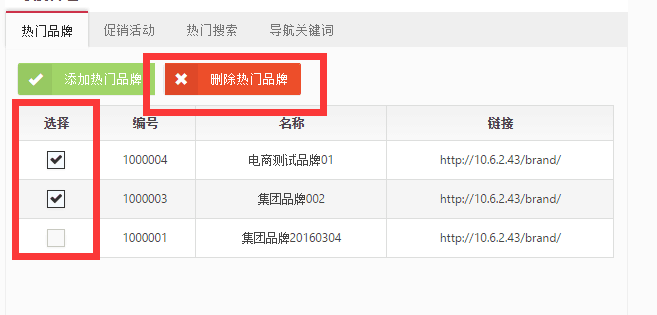 热门品牌 促销活动 热门搜索 导航关键词
添加热门品牌 删除热门品牌
选择 编号 名称 链接
1000004 电商测试品牌01 http://10.6.2.43/brand/
1000003 集团品牌002 http://10.6.2.43/brand/
1000001 集团品牌20160304 http://10.6.2.43/brand/